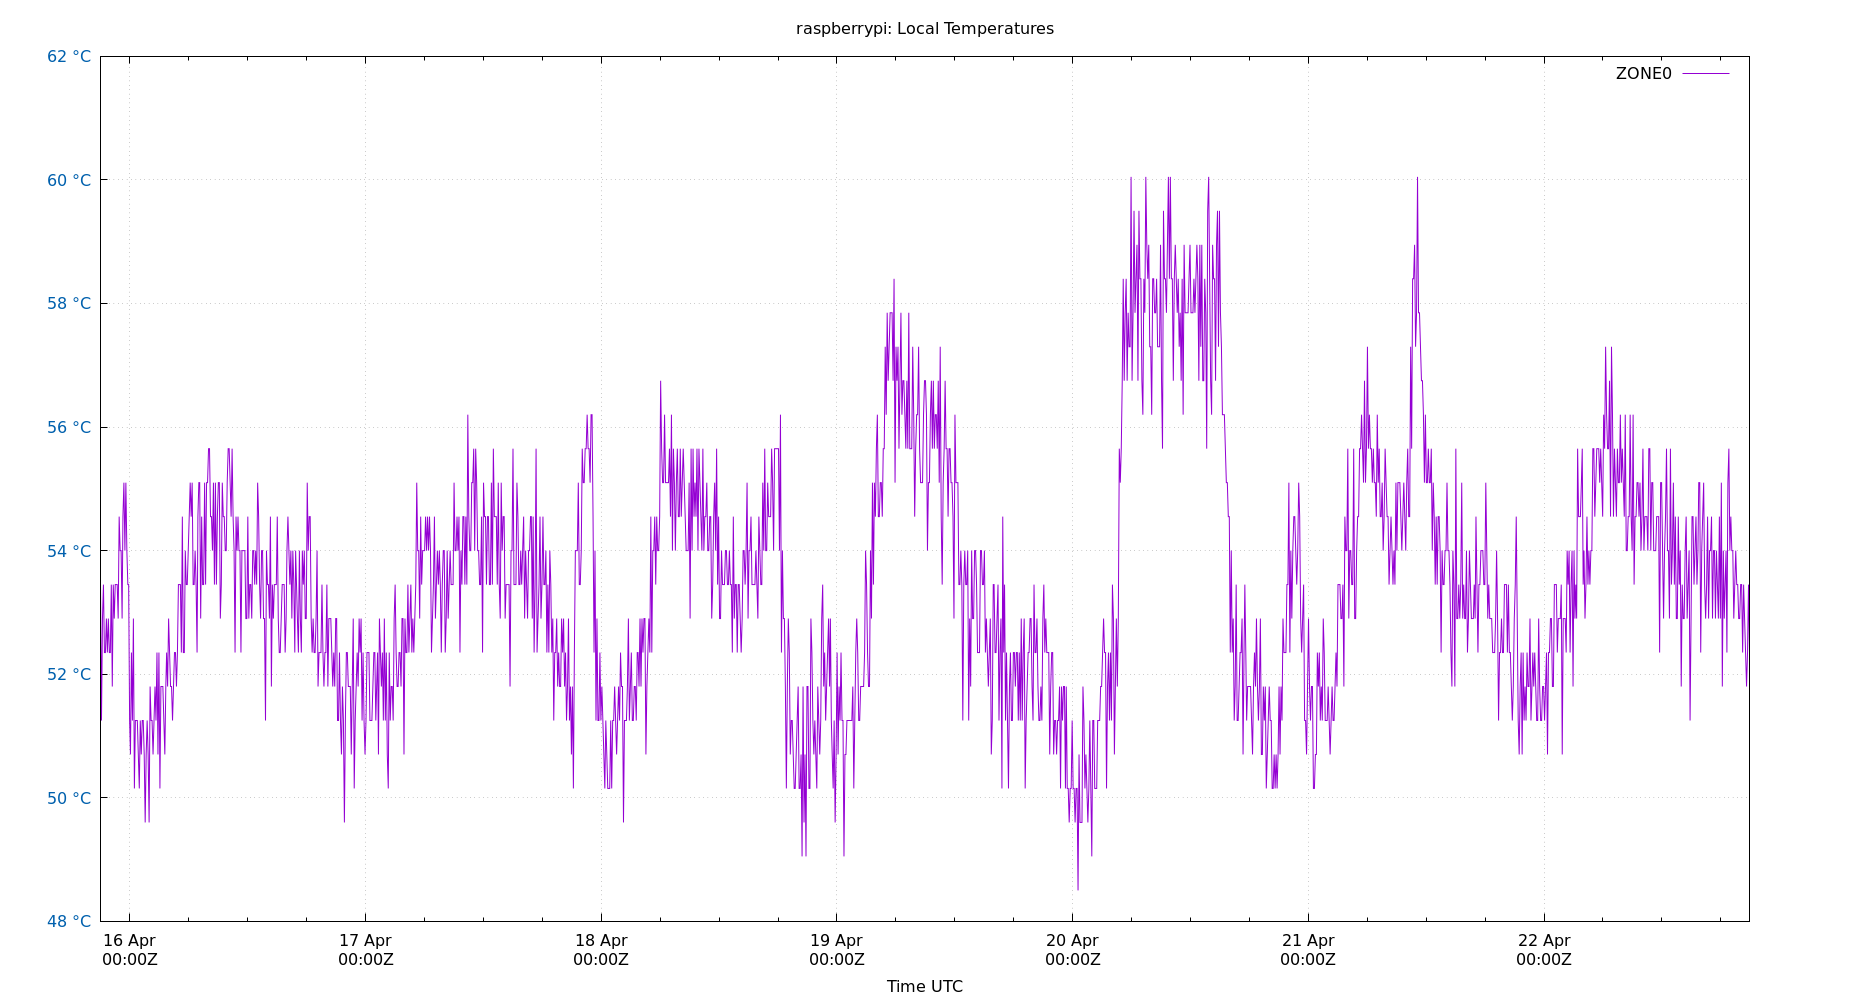 raspberrypi: Local Temperatures
62 °C
ZONE0
60 °C
58 °C
56 °C
54 °C
52 °C
50 °C
48 °C
16 Apr 17 Apr 18 Apr 19 Apr 20 Apr 21 Apr 22 Apr
00:00Z 00:00Z 00:00Z 00:00Z 00:00Z 00:00Z 00:00Z
Time UTC